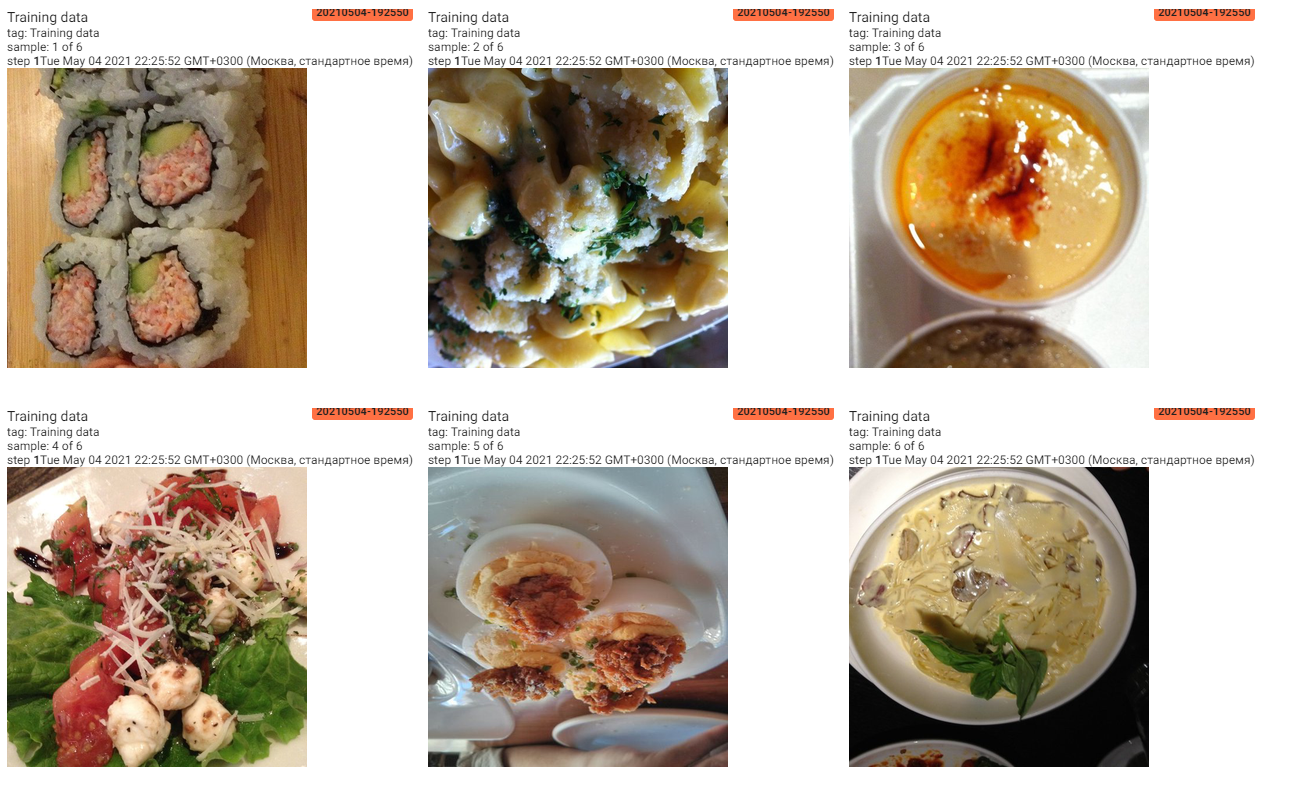 Training data
20210504-192550
tag: Training data
sample: 1 of 6
step 1Tue May 04 2021 22:25:52 GMT+0300 (Москва, стандартное время)
Training data
20210504-192550
tag: Training data
sample: 2 of 6
step 1Tue May 04 2021 22:25:52 GMT+0300 (Москва, стандартное время)
Training data
20210504-192550
tag: Training data
sample: 3 of 6
step 1Tue May 04 2021 22:25:52 GMT+0300 (Москва, стандартное время)
Training data
20210504-192550
tag: Training data
sample: 4 of 6
step 1Tue May 04 2021 22:25:52 GMT+0300 (Москва, стандартное время)
Training data
20210504-192550
tag: Training data
sample: 5 of 6
step 1Tue May 04 2021 22:25:52 GMT+0300 (Москва, стандартное время)
Training data
20210504-192550
tag: Training data
sample: 6 of 6
step 1Tue May 04 2021 22:25:52 GMT+0300 (Москва, стандартное время)